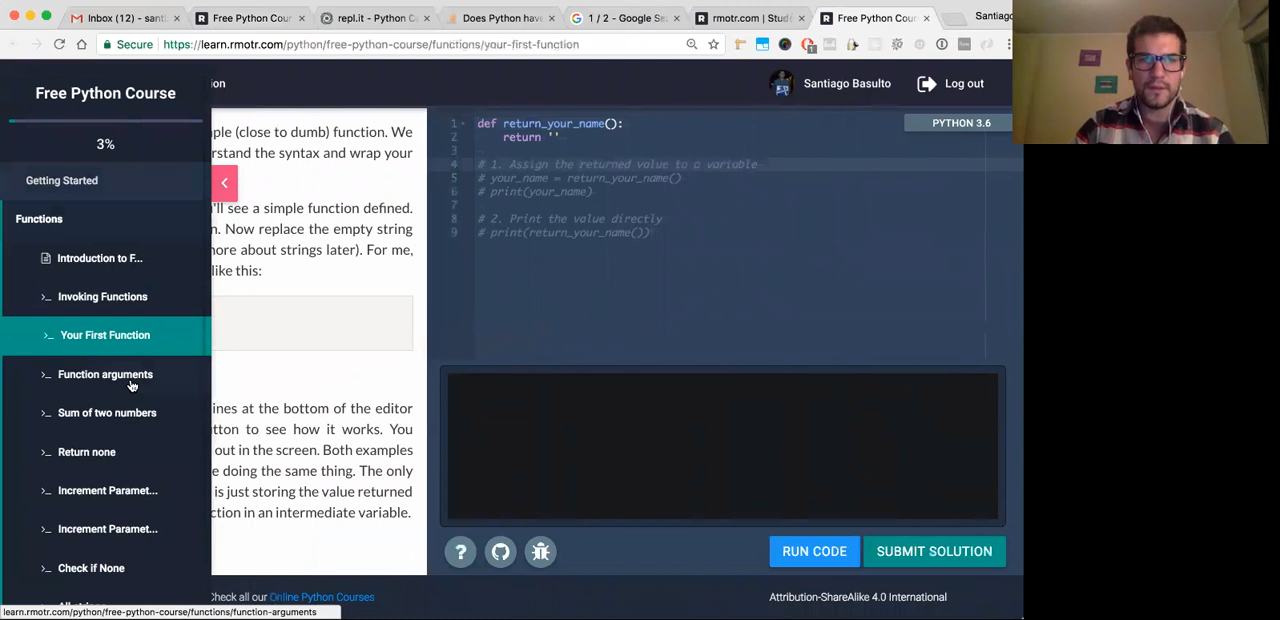 Inbox (12) - santi
Free Python Cour
repl.it - Python C
Does Python have
1 / 2 - Google Se
rmotr.com | Stud
Free Python Cour
Santiago
Secure
https://learn.rmotr.com/python/free-python-course/functions/your-first-function
Free Python Course
3%
Getting Started
Functions
Introduction to F...
Invoking Functions
Your First Function
Function arguments
Sum of two numbers
Return none
Increment Paramet...
Increment Paramet...
Check if None
ion
Santiago Basulto
Log out
ple (close to dumb) function. We
erstand the syntax and wrap your
'll see a simple function defined.
n. Now replace the empty string
more about strings later). For me,
like this:
ines at the bottom of the editor
utton to see how it works. You
out in the screen. Both examples
e doing the same thing. The only
is just storing the value returned
ction in an intermediate variable.
PYTHON 3.6
1 def return_your_name():
2 return ''
3
4 # 1. Assign the returned value to a variable
5 # your_name = return_your_name()
6 # print(your_name)
7
8 # 2. Print the value directly
9 # print(return_your_name())
?
RUN CODE
SUBMIT SOLUTION
Check all our Online Python Courses
Attribution-ShareAlike 4.0 International
learn.rmotr.com/python/free-python-course/functions/function-arguments